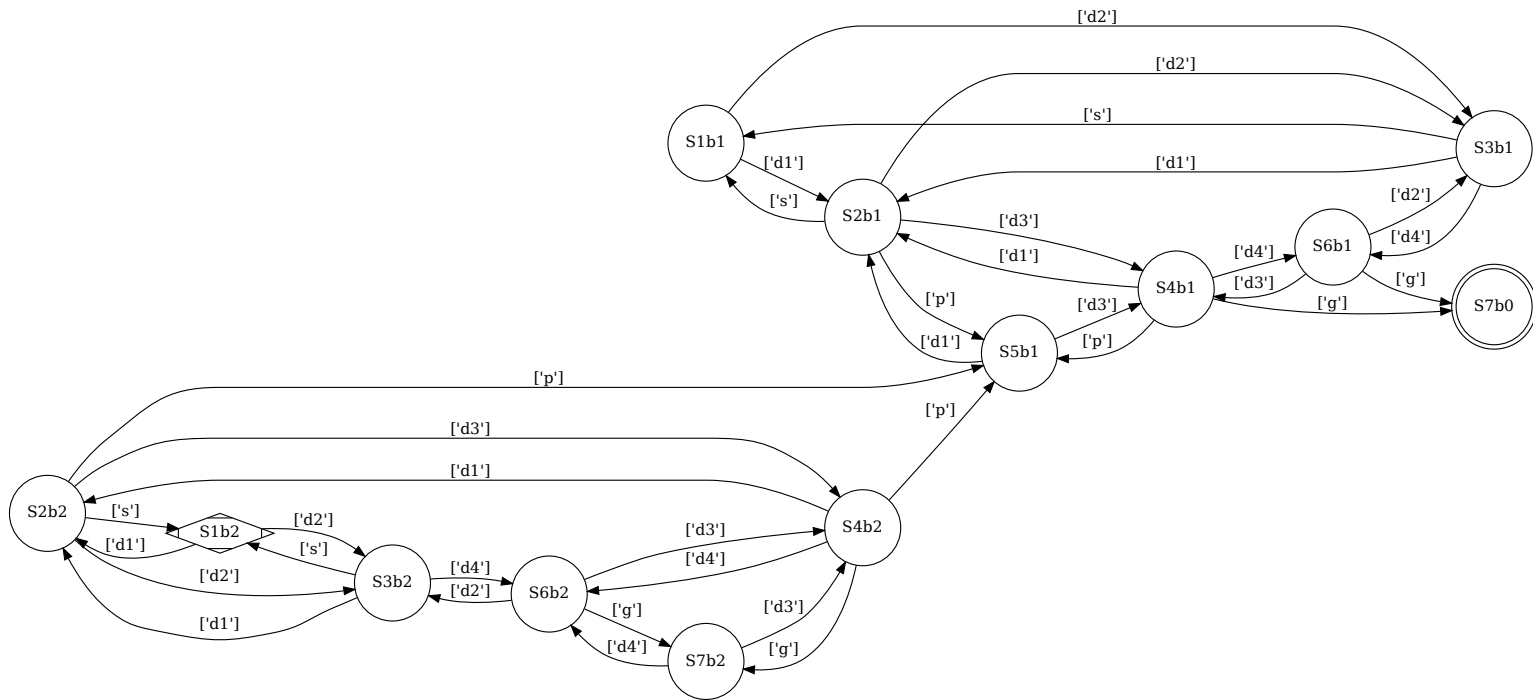 ['d2']
['d2']
['s']
S1b1
S3b1
['d1']
['d1']
['d2']
['s']
S2b1
['d3']
['d4']
S6b1
['d1']
['d4']
['g']
S4b1
['d3']
['p']
['d3']
['g']
S7b0
['d1']
['p']
S5b1
['p']
['p']
['d3']
['d1']
S2b2
['s']
['d2']
S1b2
['d1']
['s']
['d3']
S4b2
['d4']
['d2']
['d4']
S3b2
['d2']
S6b2
['g']
['d3']
['d1']
['d4']
['g']
S7b2